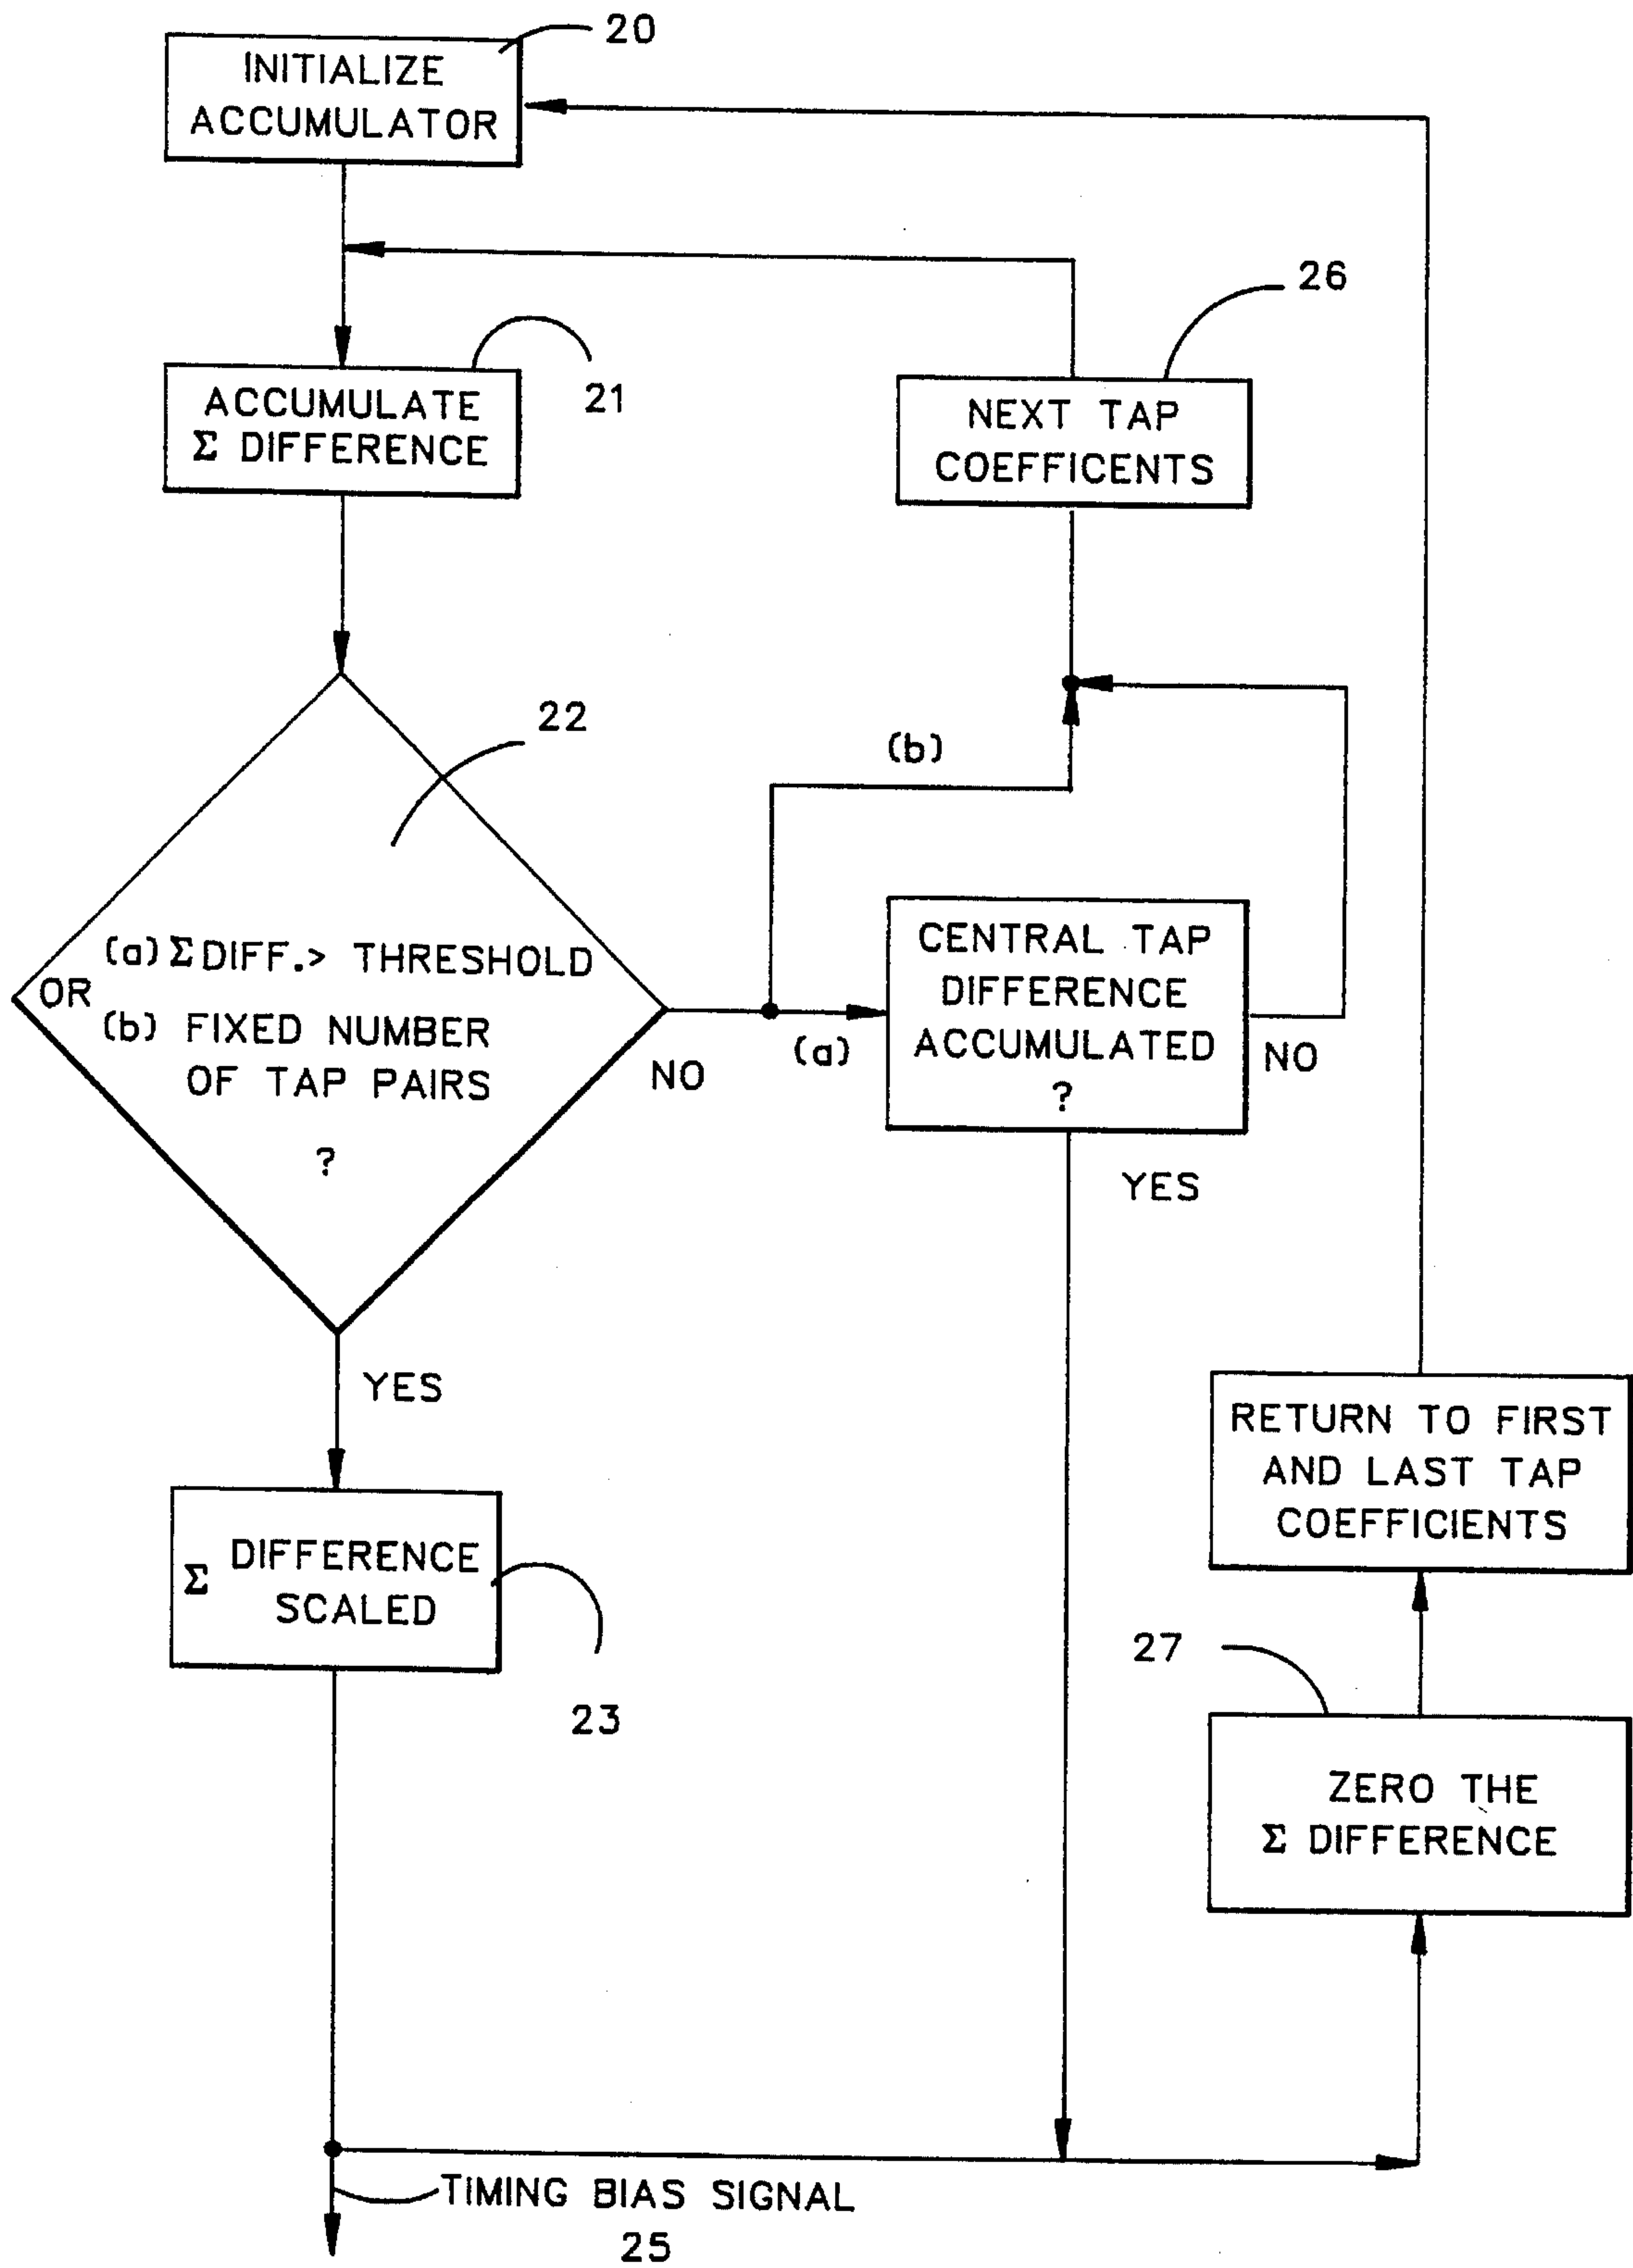 20
INITIALIZE
ACCUMULATOR
26
21
ACCUMULATE
Σ DIFFERENCE
NEXT TAP
COEFFICENTS
22
(b)
(a) Σ DIFF.> THRESHOLD
OR
(b) FIXED NUMBER
OF TAP PAIRS
?
NO
(a)
CENTRAL TAP
DIFFERENCE
ACCUMULATED
?
NO
YES
YES
RETURN TO FIRST
AND LAST TAP
COEFFICIENTS
Σ DIFFERENCE
SCALED
23
27
ZERO THE
Σ DIFFERENCE
TIMING BIAS SIGNAL
25